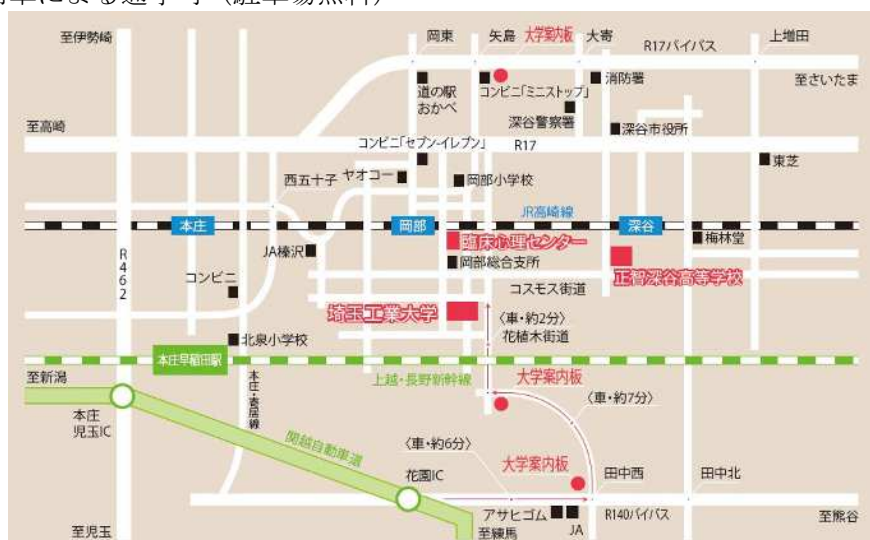 車による通学可（駐車場無料）
至伊勢崎
岡東
矢島
大学案内板
大寄
R17バイパス
上増田
至さいたま
道の駅
おかべ
コンビニ「ミニストップ」
消防署
深谷警察署
深谷市役所
至高崎
コンビニ「セブン-イレブン」
R17
東芝
西五十子
ヤオコー
岡部小学校
JR高崎線
本庄
岡部
深谷
R462
JA榛沢
臨床心理センター
岡部総合支所
梅林堂
正智深谷高等学校
コンビニ
コスモス街道
埼玉工業大学
〈車・約2分〉
花植木街道
北泉小学校
本庄早稲田駅
至新潟
上越・長野新幹線
大学案内板
本庄・寄居線
〈車・約7分〉
本庄
児玉IC
関越自動車道
〈車・約6分〉
大学案内板
花園IC
田中西
田中北
アサヒゴム
JA
R140バイパス
至熊谷
至児玉
至練馬